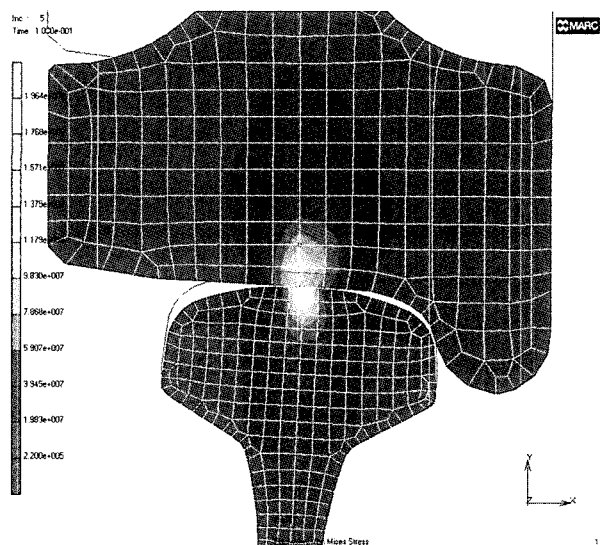 Inc : 5
Time : 1.000e-001
MARC
1.964e+
1.768e
1.571e
1.375e
1.179e
9.830e+007
7.868e+007
5.907e+007
3.945e+007
1.983e+007
2.200e+005
Y
Z X
Mises Stress
1